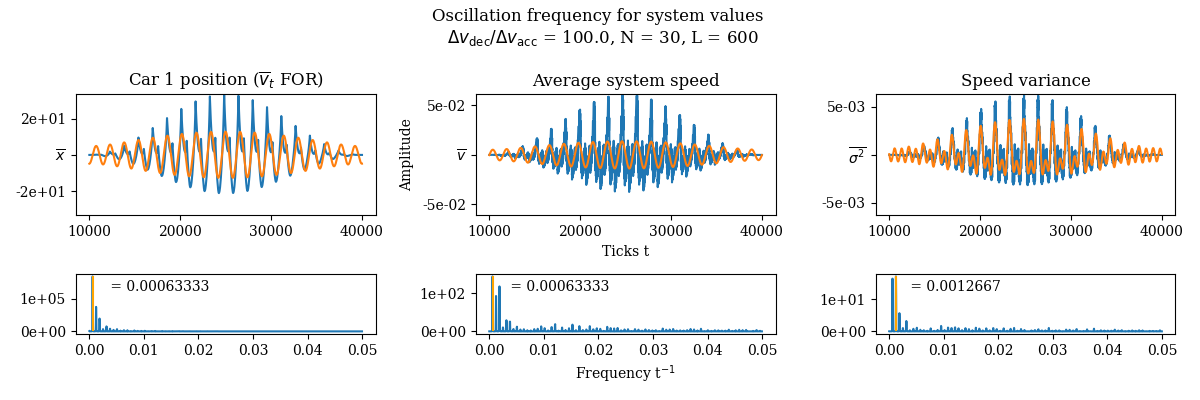 Oscillation frequency for system values
Δv_dec/Δv_acc = 100.0, N = 30, L = 600
Car 1 position (v̅_t FOR)
Average system speed
Speed variance
2e+01
x̅
-2e+01
10000 20000 30000 40000
Amplitude
5e-02
v̅
-5e-02
10000 20000 30000 40000
Ticks t
5e-03
σ²
-5e-03
10000 20000 30000 40000
1e+05
0e+00
= 0.00063333
0.00 0.01 0.02 0.03 0.04 0.05
1e+02
0e+00
= 0.00063333
0.00 0.01 0.02 0.03 0.04 0.05
Frequency t⁻¹
1e+01
0e+00
= 0.0012667
0.00 0.01 0.02 0.03 0.04 0.05